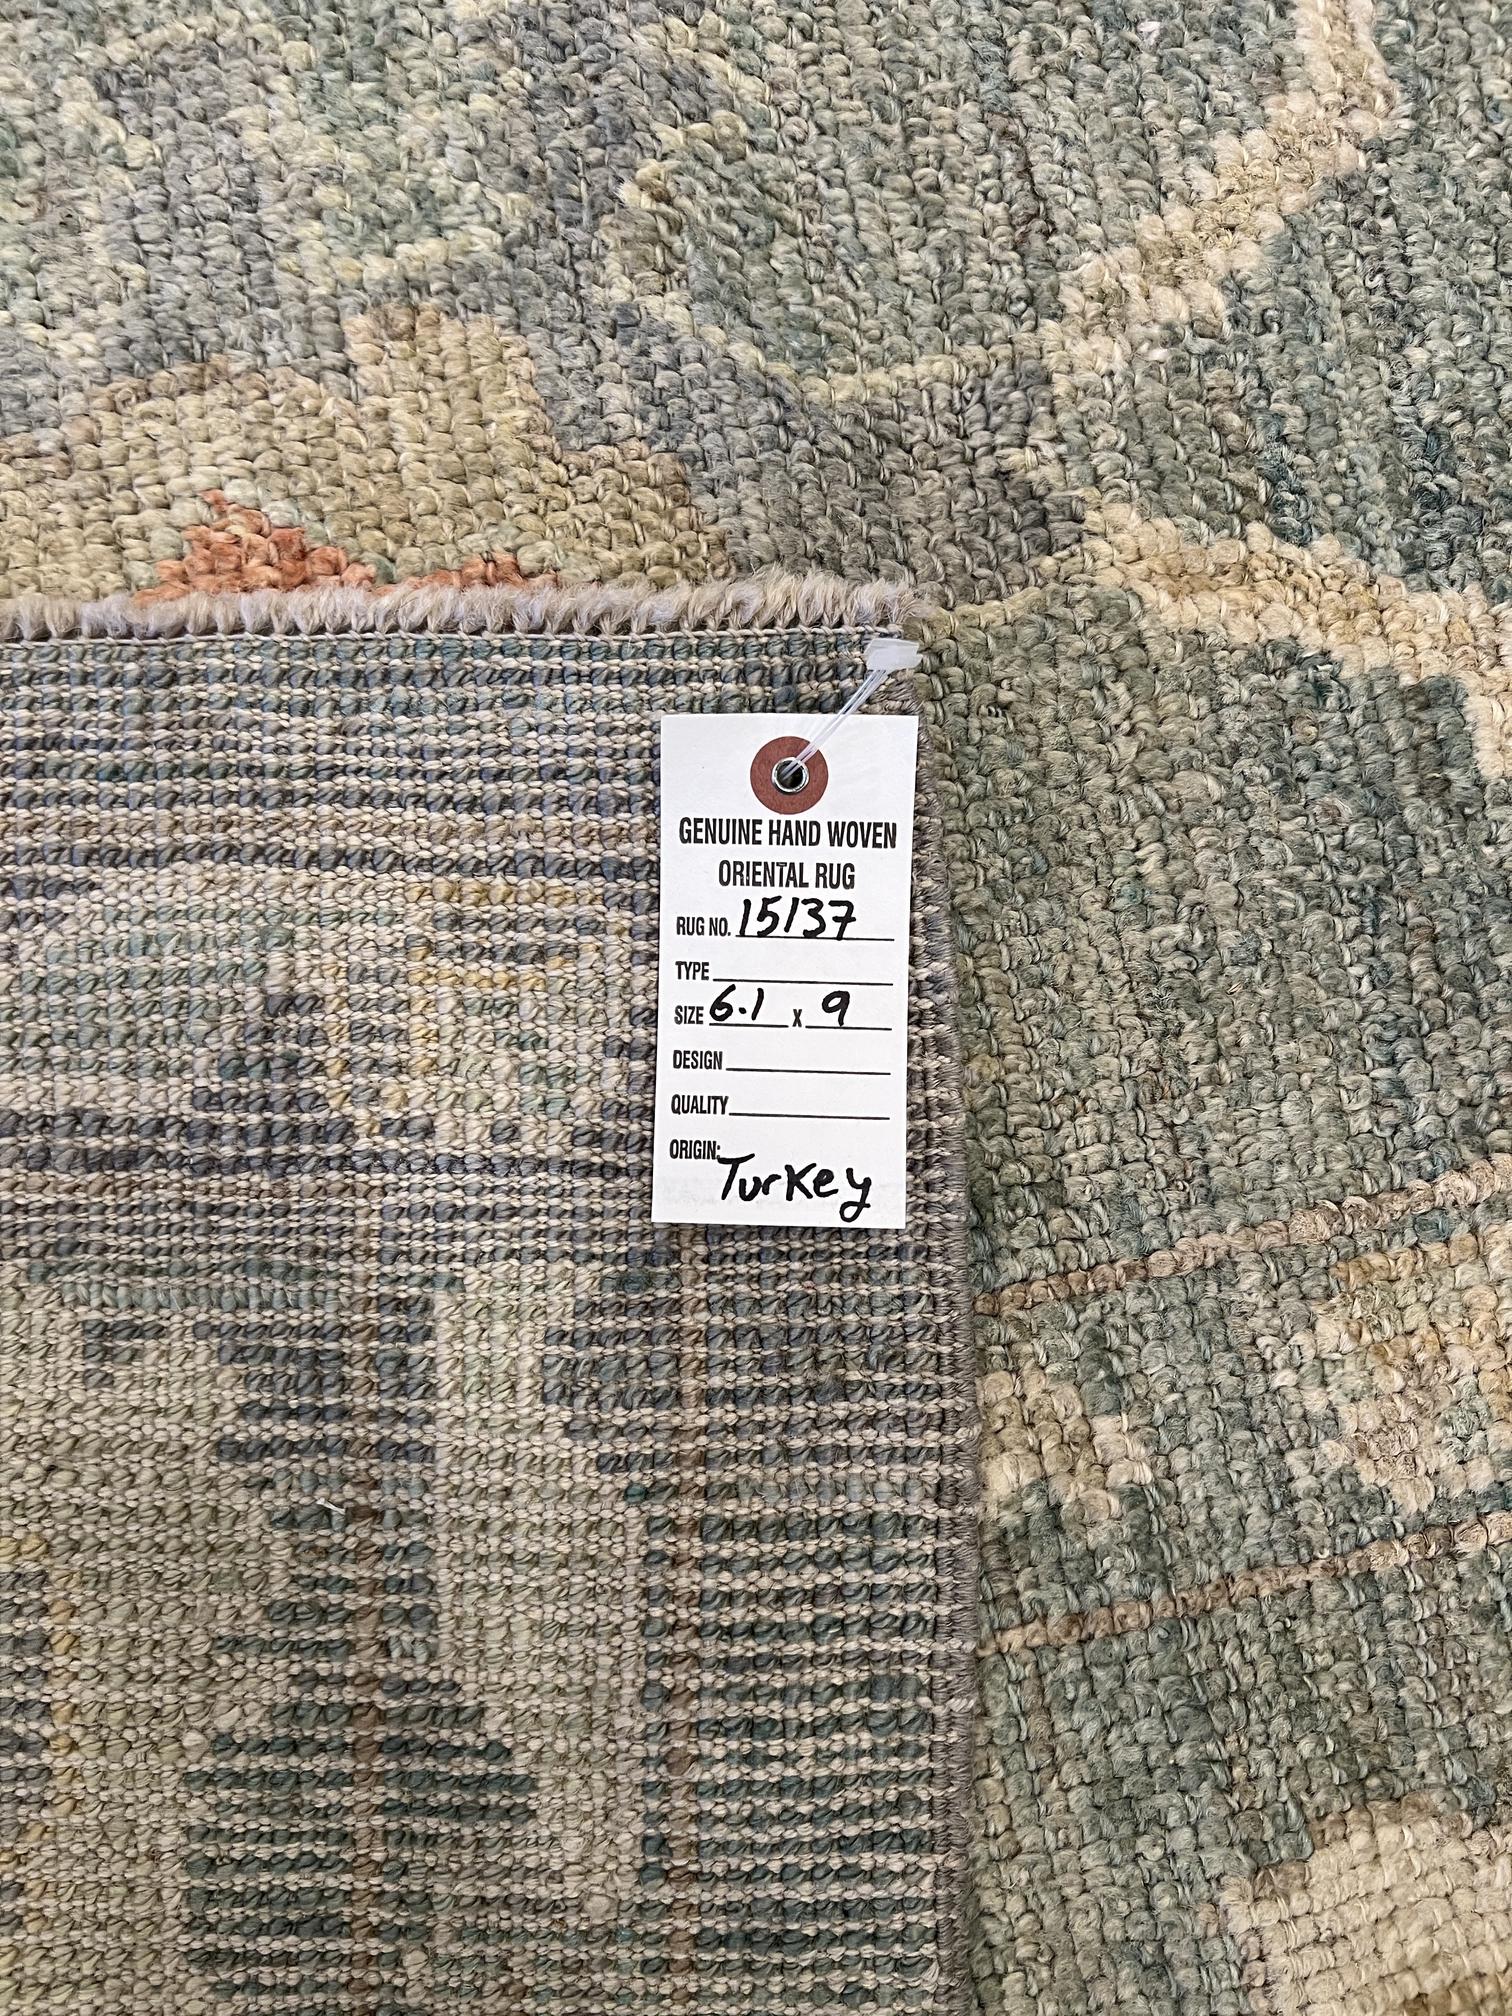 GENUINE HAND WOVEN
ORIENTAL RUG
RUG NO. 15137
TYPE
SIZE 6.1 x 9
DESIGN
QUALITY
ORIGIN: Turkey